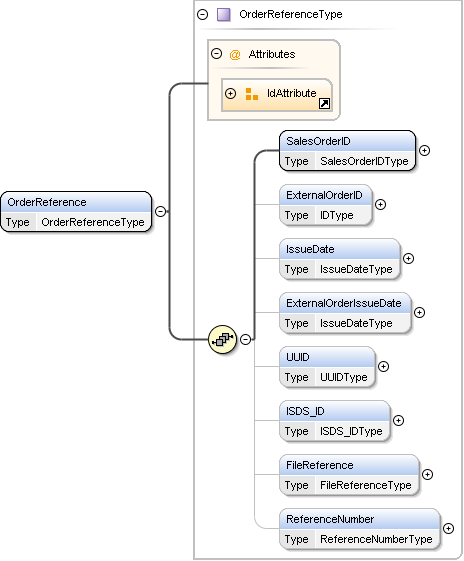 OrderReferenceType
@ Attributes
IdAttribute
SalesOrderID
Type SalesOrderIDType
ExternalOrderID
Type IDType
OrderReference
Type OrderReferenceType
IssueDate
Type IssueDateType
ExternalOrderIssueDate
Type IssueDateType
UUID
Type UUIDType
ISDS_ID
Type ISDS_IDType
FileReference
Type FileReferenceType
ReferenceNumber
Type ReferenceNumberType